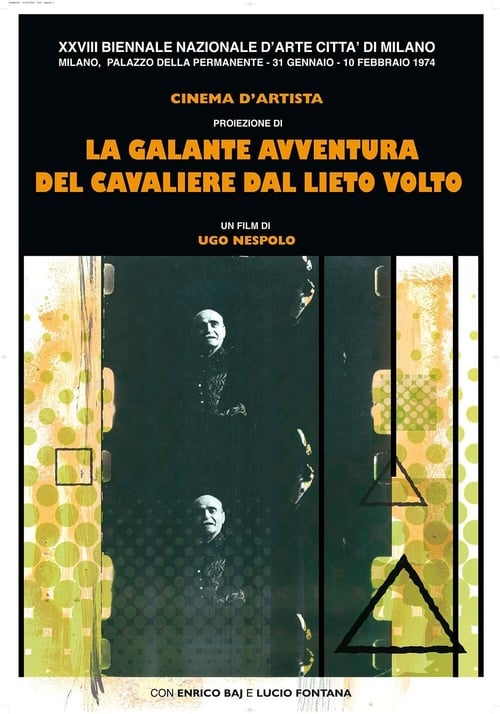 XXVIII BIENNALE NAZIONALE D'ARTE CITTA' DI MILANO
MILANO, PALAZZO DELLA PERMANENTE - 31 GENNAIO - 10 FEBBRAIO 1974
CINEMA D'ARTISTA
PROIEZIONE DI
LA GALANTE AVVENTURA
DEL CAVALIERE DAL LIETO VOLTO
UN FILM DI
UGO NESPOLO
CON ENRICO BAJ E LUCIO FONTANA